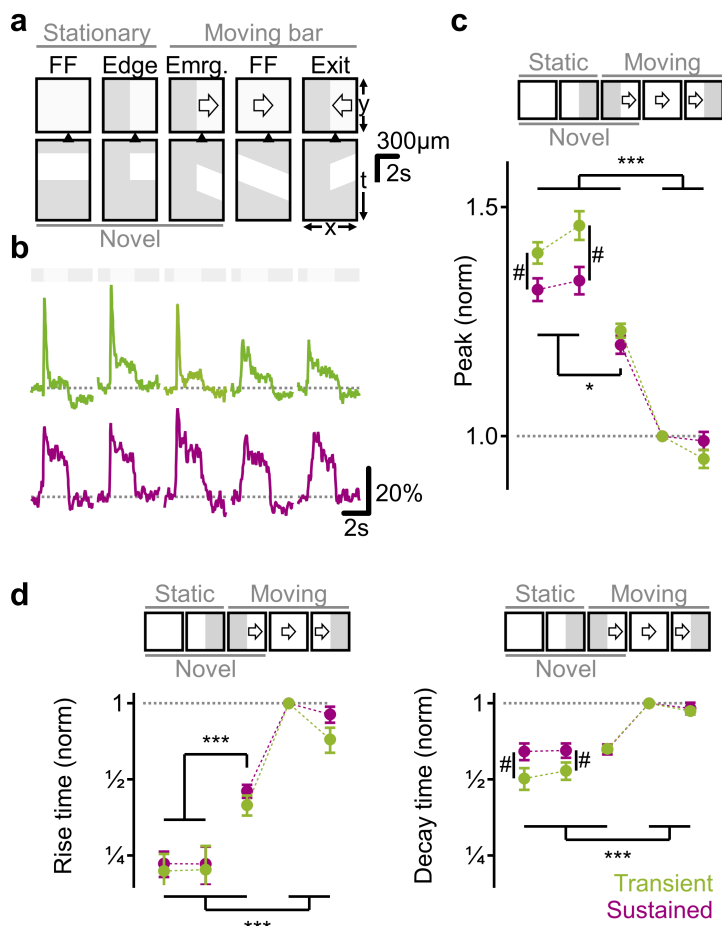 a
Stationary Moving bar
FF Edge Emrg. FF Exit
y
300μm
2s
t
x
Novel
b
20%
2s
c
Static Moving
Novel
***
1.5
#
#
Peak (norm)
*
1.0
d
Static Moving
Novel
1
***
Rise time (norm)
½
¼
***
Static Moving
Novel
1
Decay time (norm)
#
#
½
¼
***
Transient
Sustained